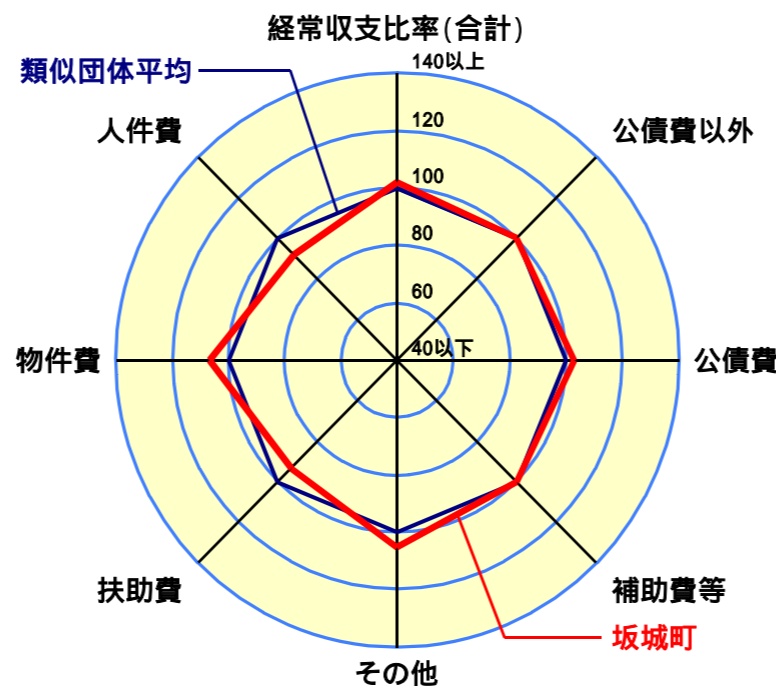 経常収支比率(合計)
140以上
類似団体平均
人件費
公債費以外
120
100
80
60
40以下
物件費
公債費
扶助費
補助費等
坂城町
その他